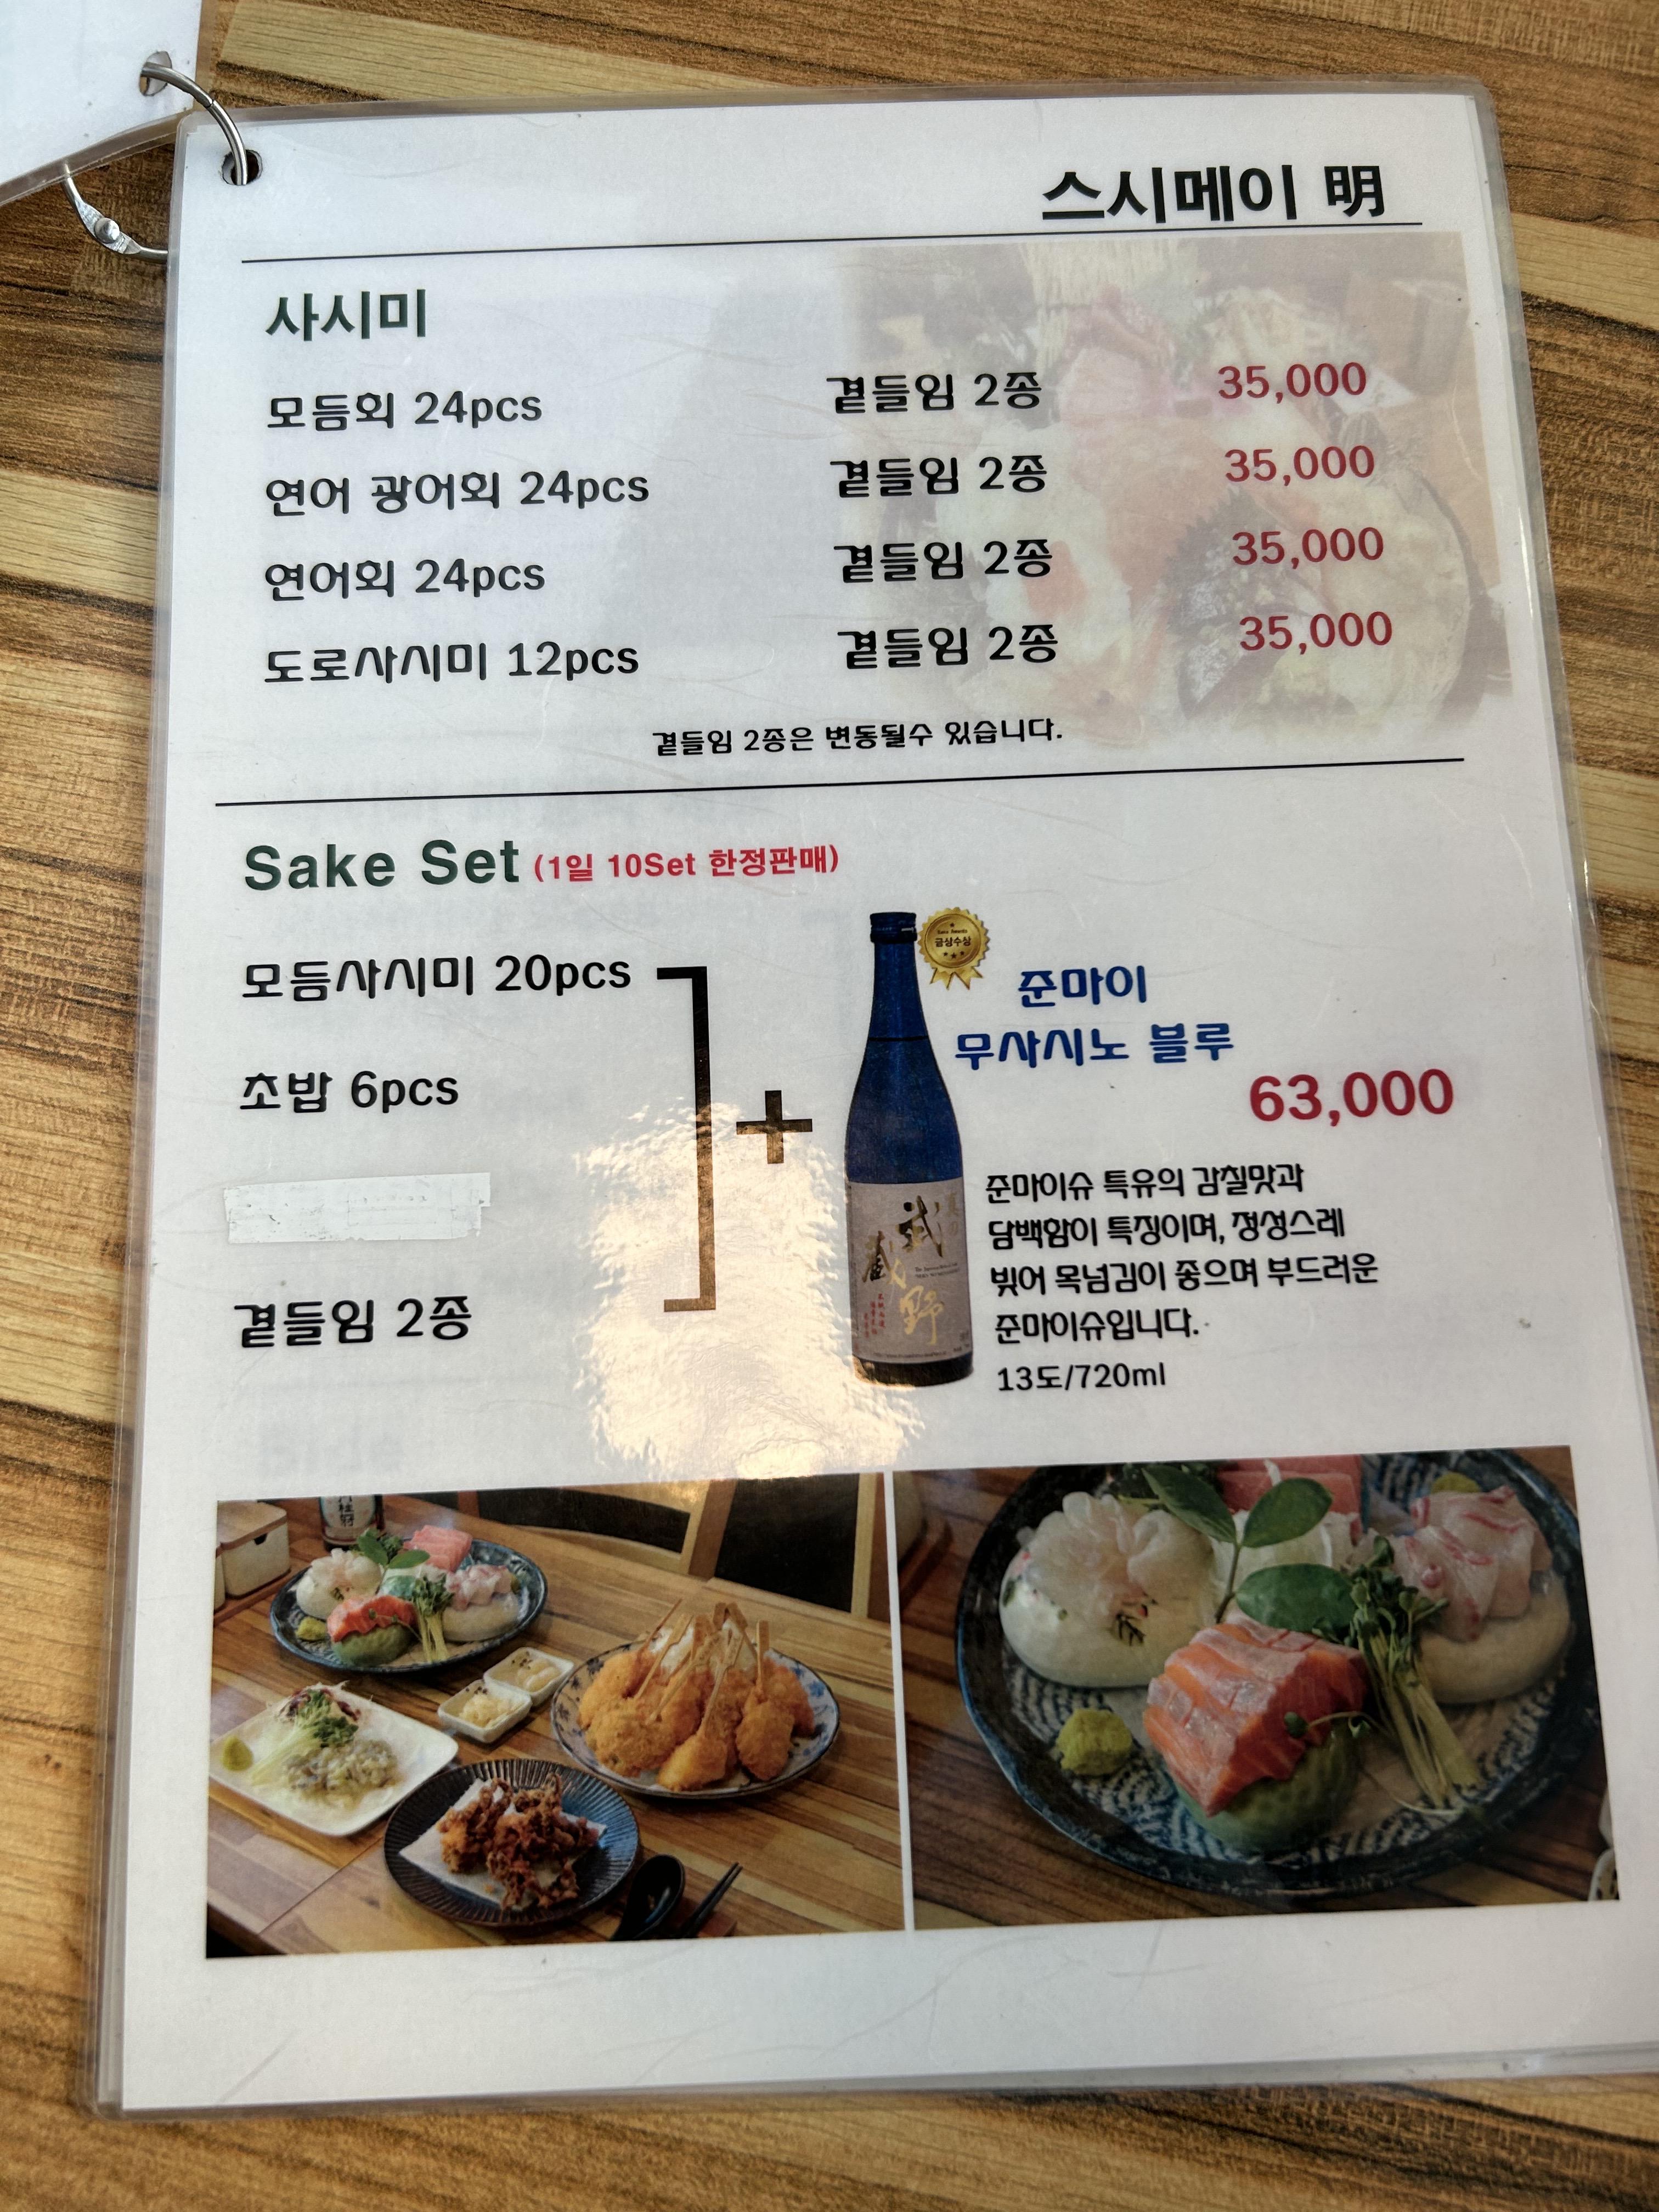 스시메이 明
사시미
모듬회 24pcs 곁들임 2종 35,000
연어 광어회 24pcs 곁들임 2종 35,000
연어회 24pcs 곁들임 2종 35,000
도로사시미 12pcs 곁들임 2종 35,000
곁들임 2종은 변동될수 있습니다.
Sake Set (1일 10Set 한정판매)
모듬사시미 20pcs
초밥 6pcs
곁들임 2종
+
금상수상
준마이
무사시노 블루
63,000
武
蔵
野
준마이슈 특유의 감칠맛과
담백함이 특징이며, 정성스레
빚어 목넘김이 좋으며 부드러운
준마이슈입니다.
13도/720ml